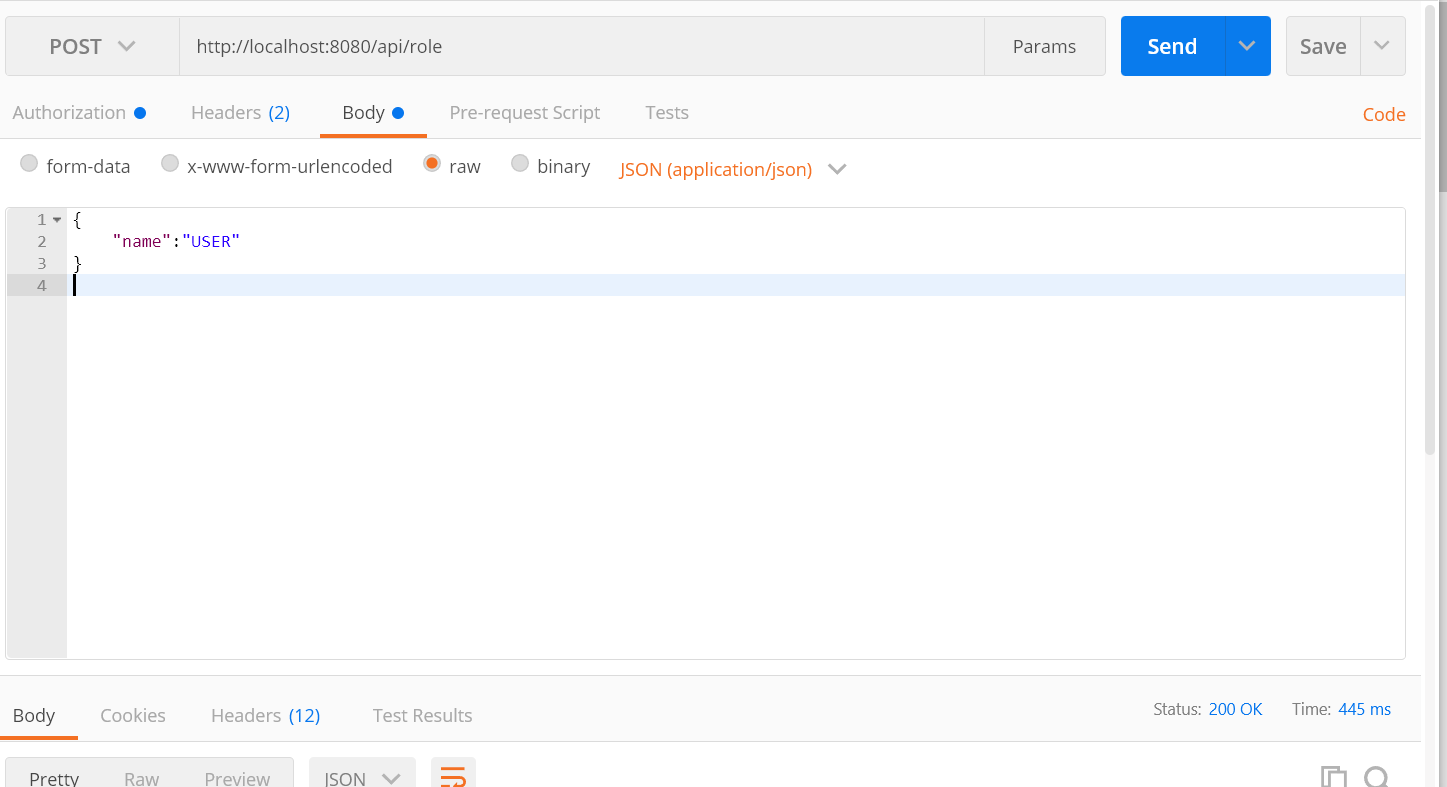 POST http://localhost:8080/api/role Params Send Save
Authorization Headers (2) Body Pre-request Script Tests Code
form-data x-www-form-urlencoded raw binary JSON (application/json)
1 {
2 "name":"USER"
3 }
4
Body Cookies Headers (12) Test Results Status: 200 OK Time: 445 ms
Pretty Raw Preview JSON